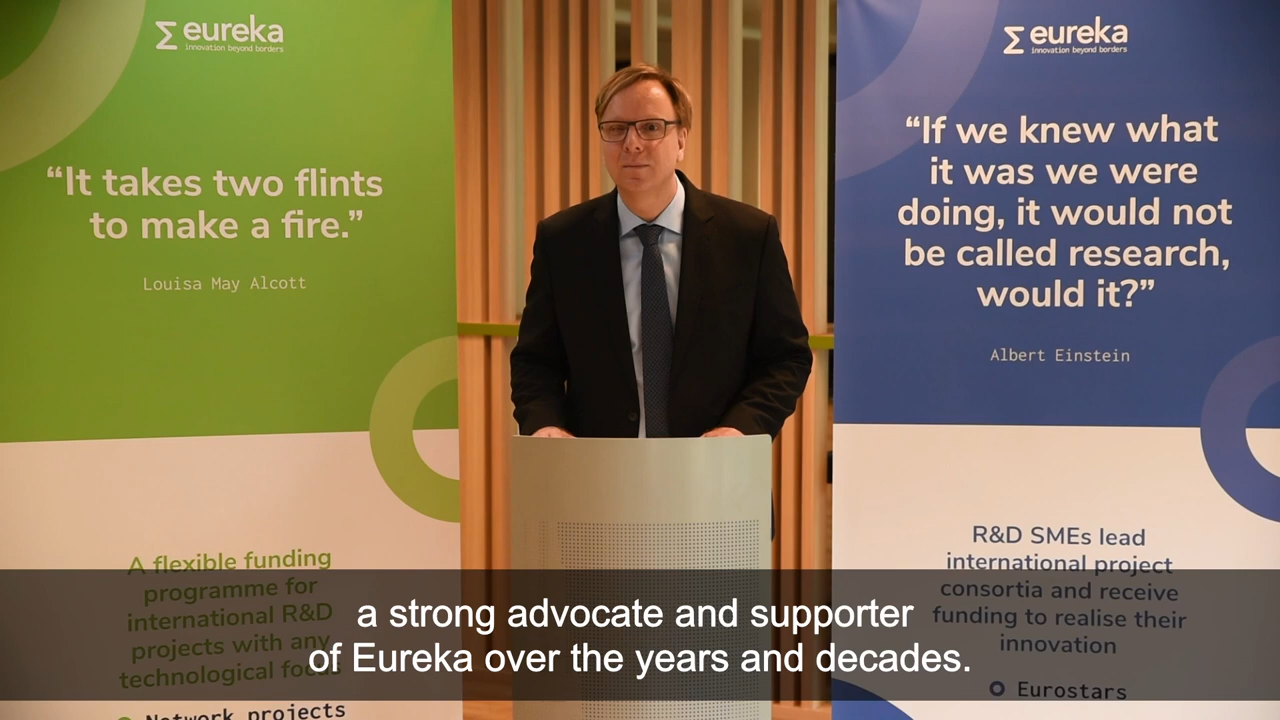 eureka
innovation beyond borders
“It takes two flints
to make a fire.”
Louisa May Alcott
A flexible funding
programme for
international R&D
projects with any
technological focus
Network projects
eureka
innovation beyond borders
“If we knew what
it was we were
doing, it would not
be called research,
would it?”
Albert Einstein
R&D SMEs lead
international project
consortia and receive
funding to realise their
innovation
Eurostars
a strong advocate and supporter
of Eureka over the years and decades.